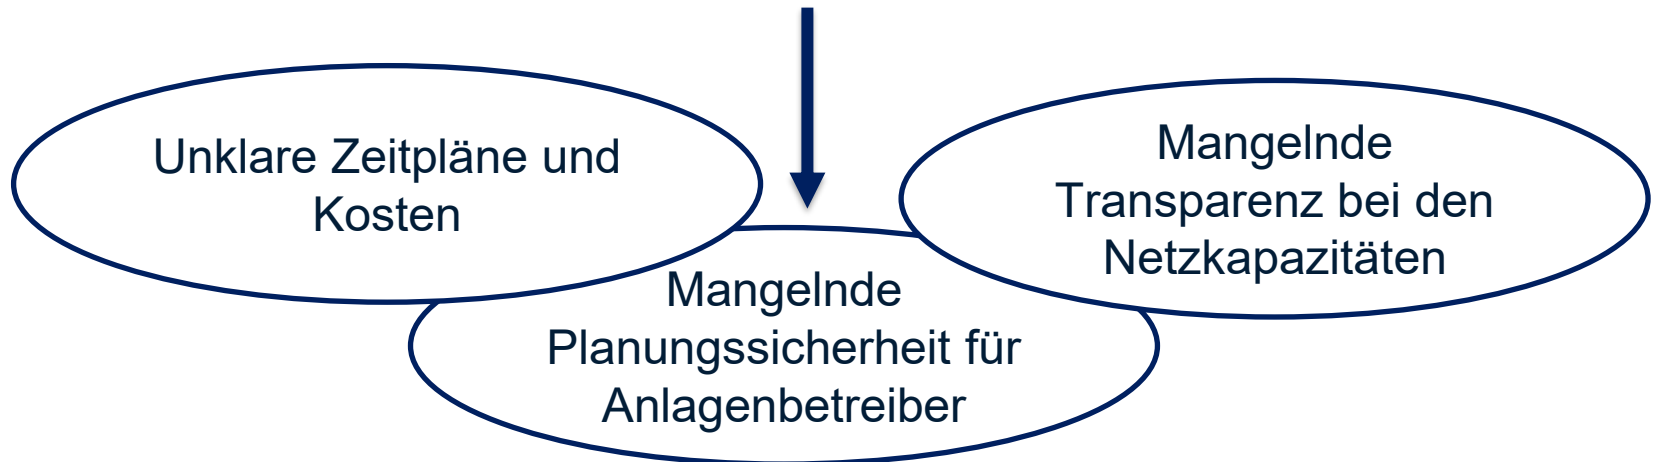 Unklare Zeitpläne und
Kosten
Mangelnde
Transparenz bei den
Netzkapazitäten
Mangelnde
Planungssicherheit für
Anlagenbetreiber